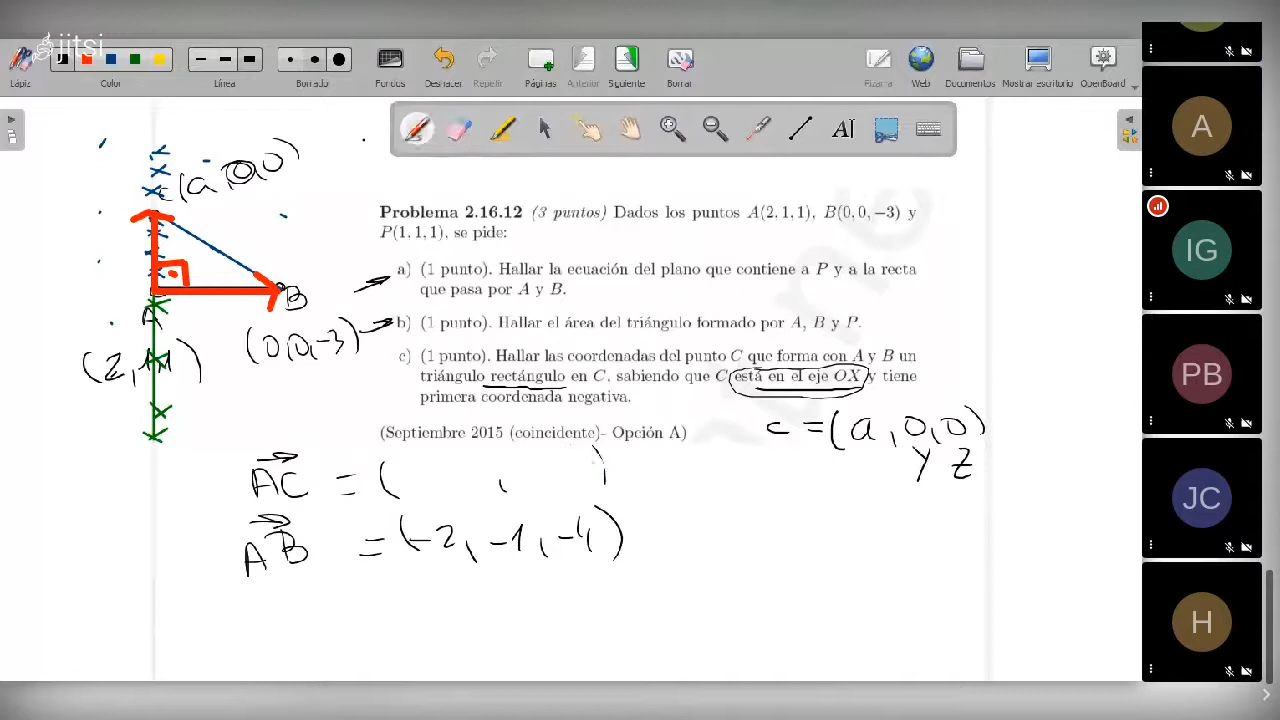 jitsi
Lápiz Color Línea Borrado Fondos Deshacer Repetir Páginas Anterior Siguiente Borrar Pizarra Web Documentos Mostrar escritorio OpenBoard
Problema 2.16.12 (3 puntos) Dados los puntos A(2,1,1), B(0,0,−3) y
P(1,1,1), se pide:
a) (1 punto). Hallar la ecuación del plano que contiene a P y a la recta
que pasa por A y B.
b) (1 punto). Hallar el área del triángulo formado por A, B y P.
c) (1 punto). Hallar las coordenadas del punto C que forma con A y B un
triángulo rectángulo en C, sabiendo que C está en el eje OX y tiene
primera coordenada negativa.
(Septiembre 2015 (coincidente)- Opción A)
C (a,0,0)
B
A
(0,0,-3)
(2,1,1)
c = (a,0,0)
y z
AC = ( , )
AB = (-2,-1,-4)
A
IG
PB
JC
H